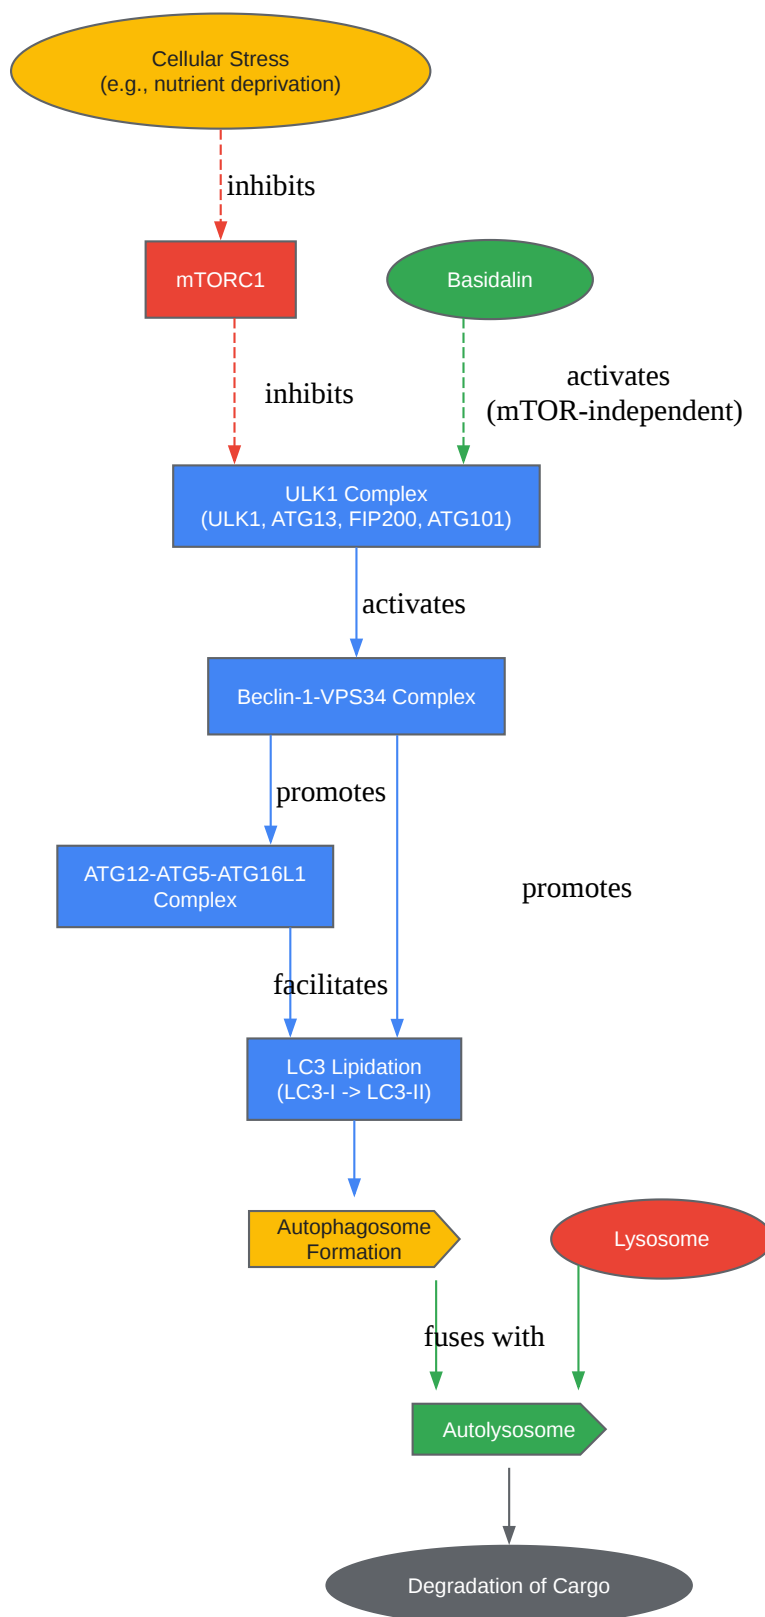 Cellular Stress
(e.g., nutrient deprivation)
inhibits
mTORC1
Basidalin
inhibits
activates
(mTOR-independent)
ULK1 Complex
(ULK1, ATG13, FIP200, ATG101)
activates
Beclin-1-VPS34 Complex
promotes
ATG12-ATG5-ATG16L1
Complex
promotes
facilitates
LC3 Lipidation
(LC3-I -> LC3-II)
Autophagosome
Formation
Lysosome
fuses with
Autolysosome
Degradation of Cargo